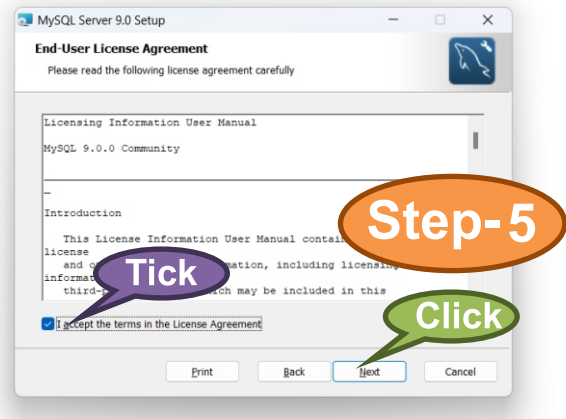 MySQL Server 9.0 Setup
End-User License Agreement
Please read the following license agreement carefully
Licensing Information User Manual
MySQL 9.0.0 Community
Introduction
Step-5
This License Information User Manual contai
license
and o mation, including licensing
informat
Tick
third-p ich may be included in this
Click
I accept the terms in the License Agreement
Print Back Next Cancel